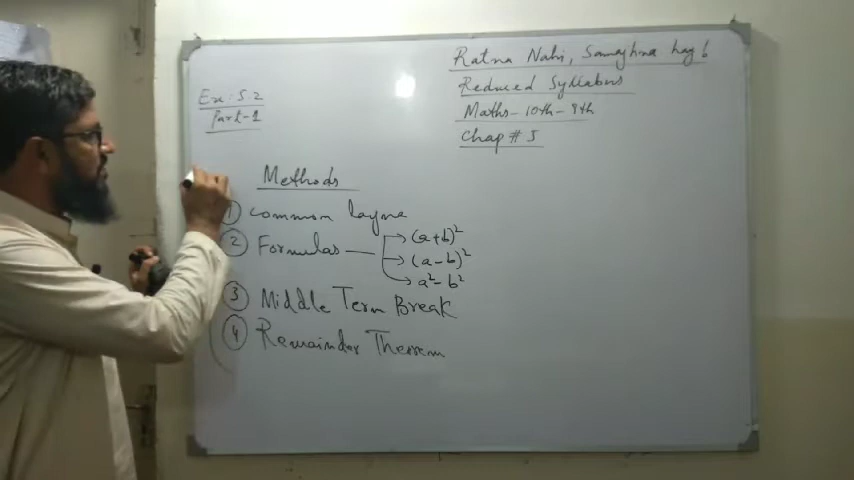 Ratna Nahi, Samajhna hay!
Reduced Syllabus
Maths - 10th - 9th
Chap # 5
Ex: 5.2
Part-1
Methods
① Common layna
② Formulas → (a+b)²
→ (a-b)²
→ a²-b²
③ Middle Term Break
④ Remainder Theorem